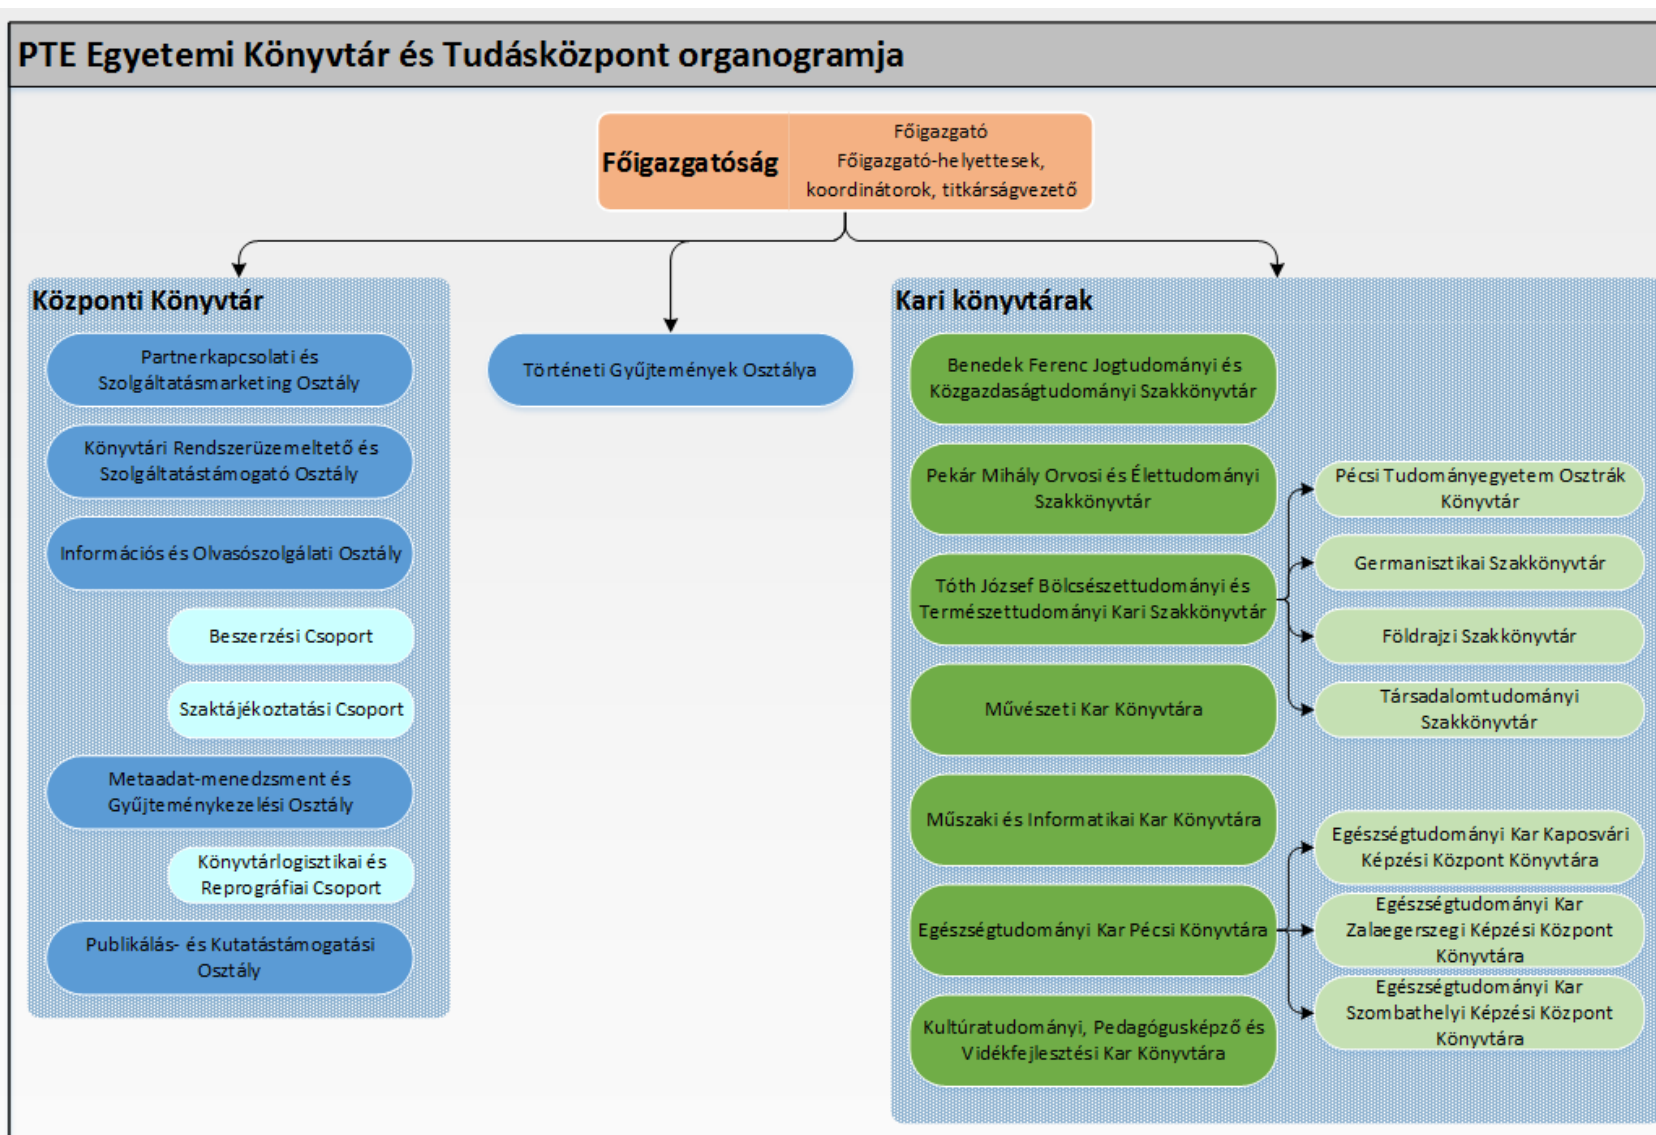 PTE Egyetemi Könyvtár és Tudásközpont organogramja
Főigazgatóság
Főigazgató
Főigazgató-helyettesek,
koordinátorok, titkárságvezető
Központi Könyvtár
Partnerkapcsolati és
Szolgáltatásmarketing Osztály
Könyvtári Rendszerüzemeltető és
Szolgáltatástámogató Osztály
Információs és Olvasószolgálati Osztály
Beszerzési Csoport
Szaktájékoztatási Csoport
Metaadat-menedzsment és
Gyűjteménykezelési Osztály
Könyvtárlogisztikai és
Reprográfiai Csoport
Publikálás- és Kutatástámogatási
Osztály
Történeti Gyűjtemények Osztálya
Kari könyvtárak
Benedek Ferenc Jogtudományi és
Közgazdaságtudományi Szakkönyvtár
Pekár Mihály Orvosi és Élettudományi
Szakkönyvtár
Tóth József Bölcsészettudományi és
Természettudományi Kari Szakkönyvtár
Pécsi Tudományegyetem Osztrák
Könyvtár
Germanisztikai Szakkönyvtár
Földrajzi Szakkönyvtár
Társadalomtudományi
Szakkönyvtár
Művészeti Kar Könyvtára
Műszaki és Informatikai Kar Könyvtára
Egészségtudományi Kar Pécsi Könyvtára
Egészségtudományi Kar Kaposvári
Képzési Központ Könyvtára
Egészségtudományi Kar
Zalaegerszegi Képzési Központ
Könyvtára
Egészségtudományi Kar
Szombathelyi Képzési Központ
Könyvtára
Kultúratudományi, Pedagógusképző és
Vidékfejlesztési Kar Könyvtára